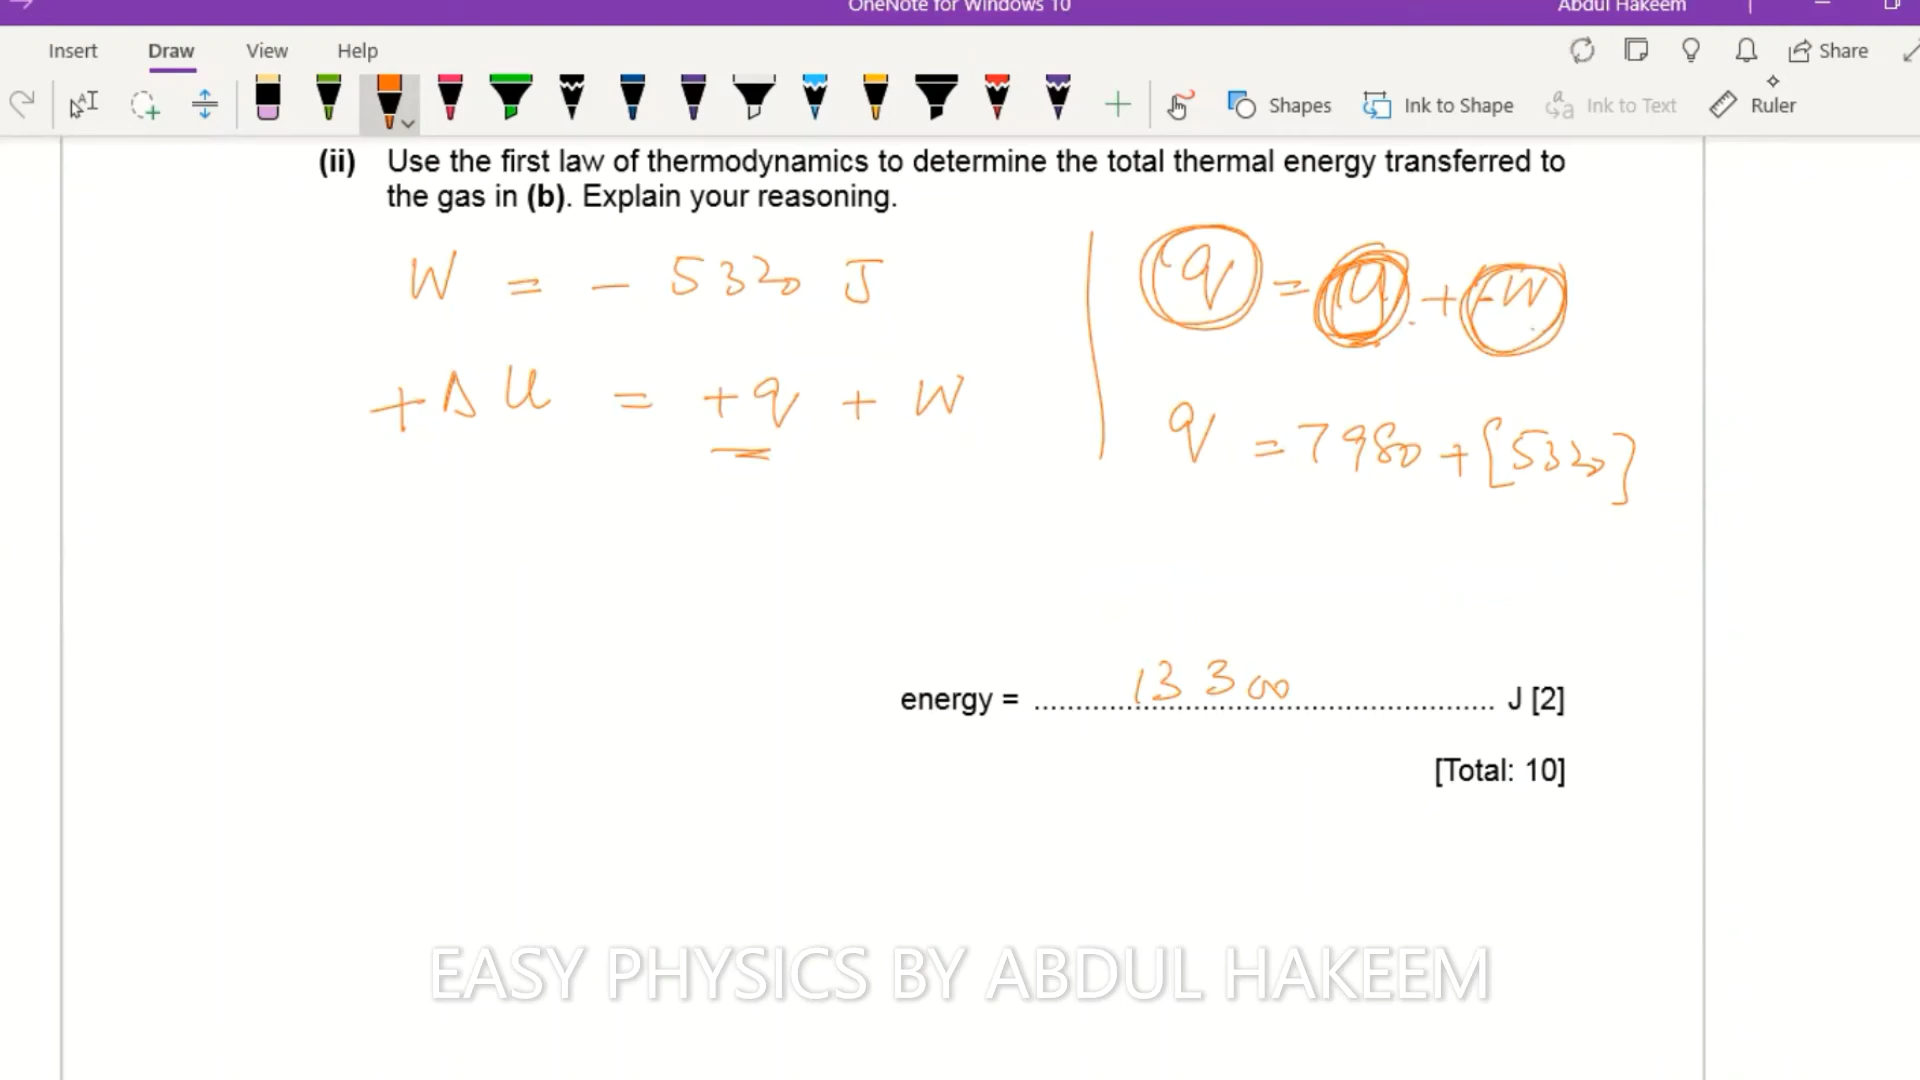 OneNote for Windows 10
Abdul Hakeem
Insert Draw View Help
Share
Shapes Ink to Shape Ink to Text Ruler
(ii) Use the first law of thermodynamics to determine the total thermal energy transferred to
the gas in (b). Explain your reasoning.
W = - 5320 J
+ΔU = +q + W
q = U + -W
q = 7980 + [5320]
energy = 13 300 J [2]
[Total: 10]
EASY PHYSICS BY ABDUL HAKEEM